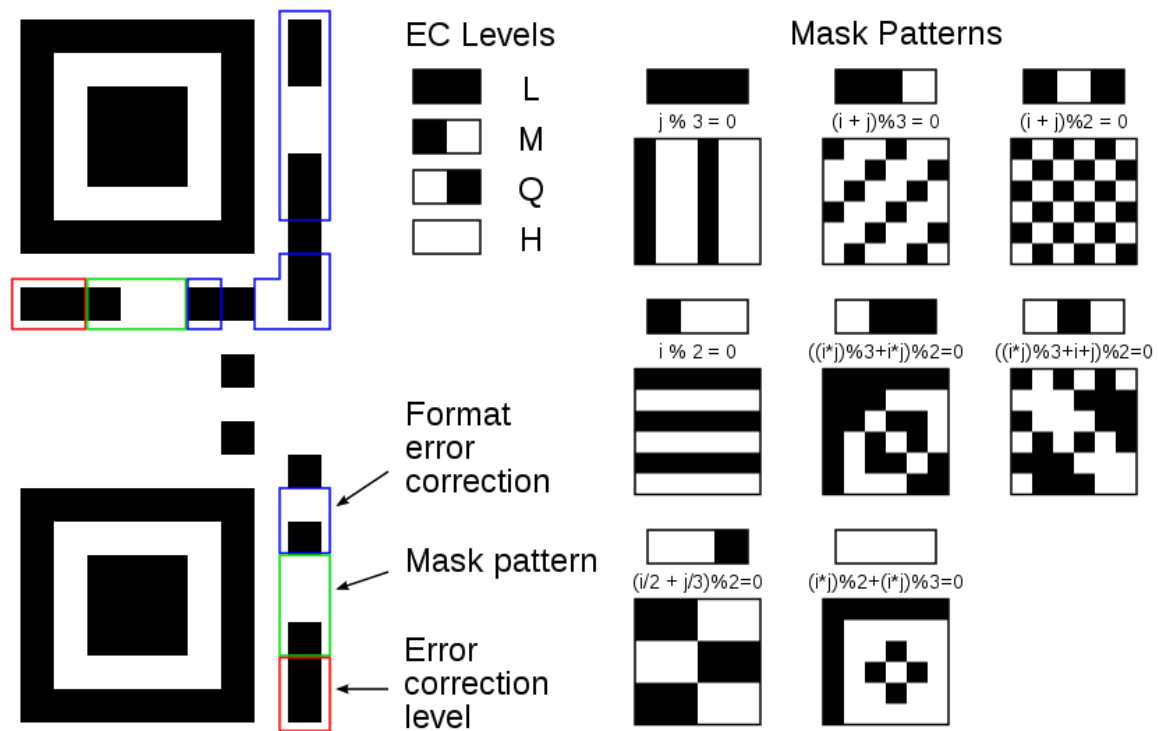 EC Levels
L
M
Q
H
Format
error
correction
Mask pattern
Error
correction
level
Mask Patterns
j % 3 = 0
(i + j)%3 = 0
(i + j)%2 = 0
i % 2 = 0
((i*j)%3+i*j)%2=0
((i*j)%3+i+j)%2=0
(i/2 + j/3)%2=0
(i*j)%2+(i*j)%3=0